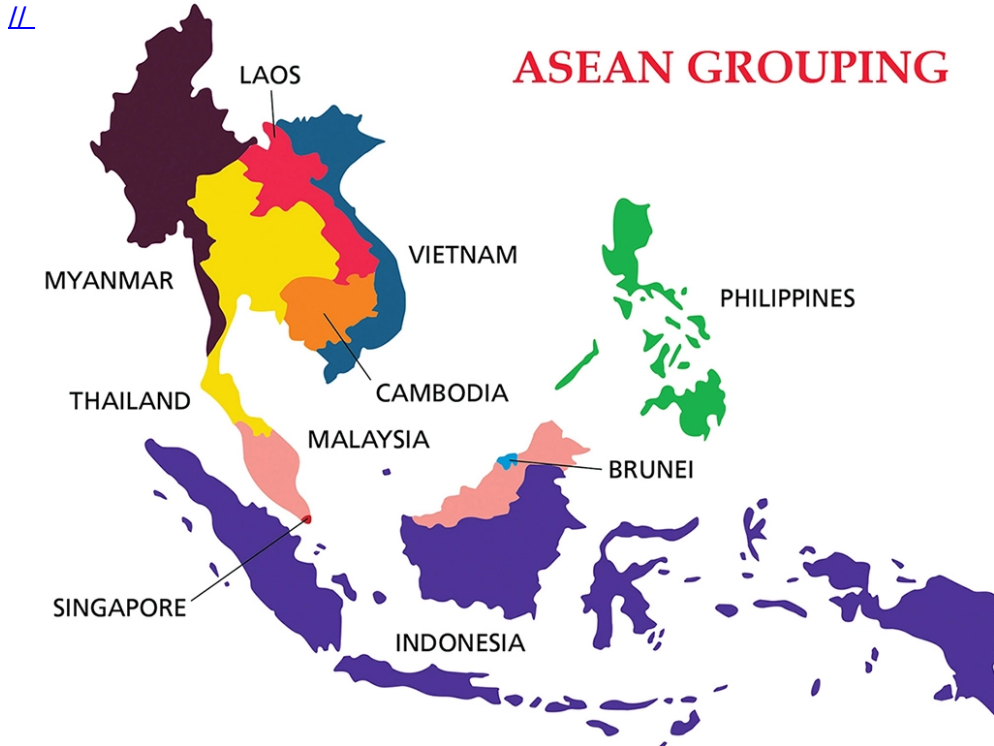 //
ASEAN GROUPING
LAOS
VIETNAM
MYANMAR
PHILIPPINES
THAILAND
CAMBODIA
MALAYSIA
BRUNEI
SINGAPORE
INDONESIA